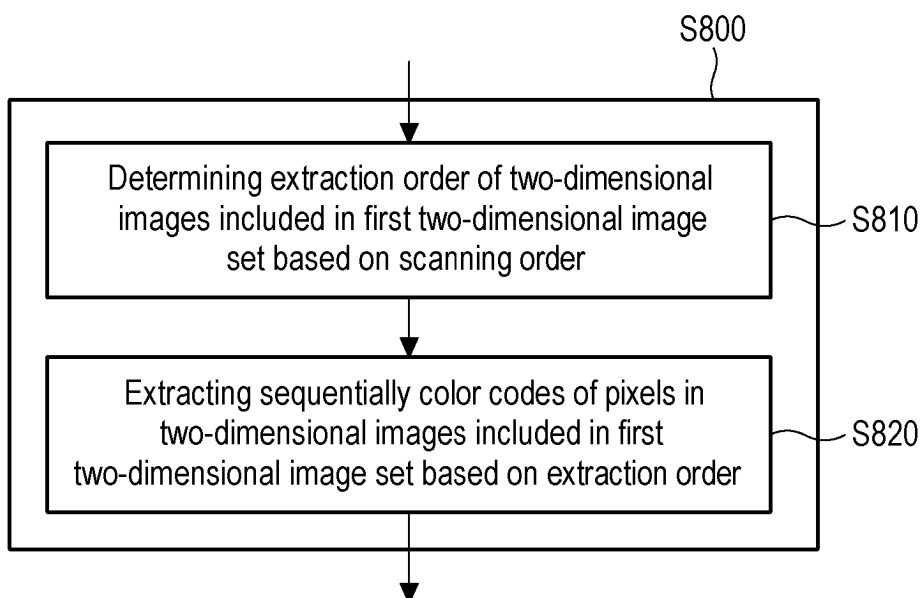 S800
Determining extraction order of two-dimensional
images included in first two-dimensional image
set based on scanning order
S810
Extracting sequentially color codes of pixels in
two-dimensional images included in first
two-dimensional image set based on extraction order
S820